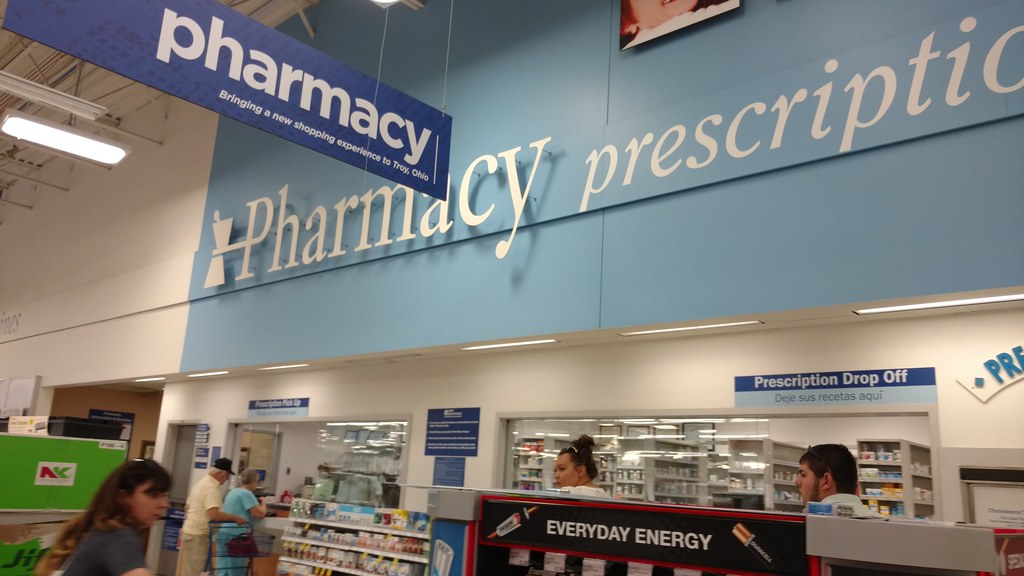 pharmacy
Bringing a new shopping experience to Troy, Ohio
Pharmacy prescriptio
Prescription Pick Up
Prescription Drop Off
Deje sus recetas aquí
PRE
EVERYDAY ENERGY